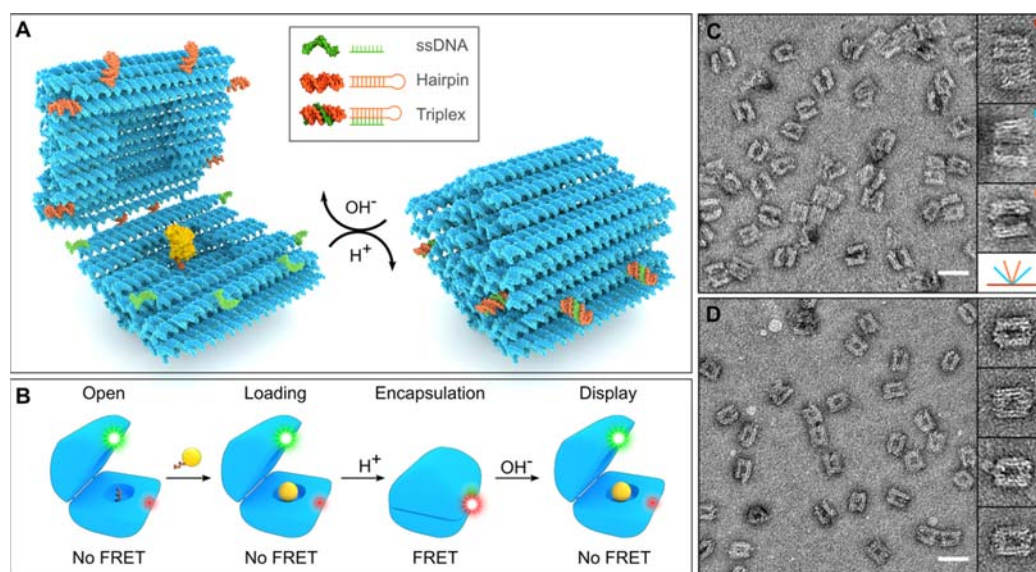 A
ssDNA
Hairpin
Triplex
OH⁻
H⁺
B
Open
Loading
Encapsulation
Display
H⁺
OH⁻
No FRET
No FRET
FRET
No FRET
C
D